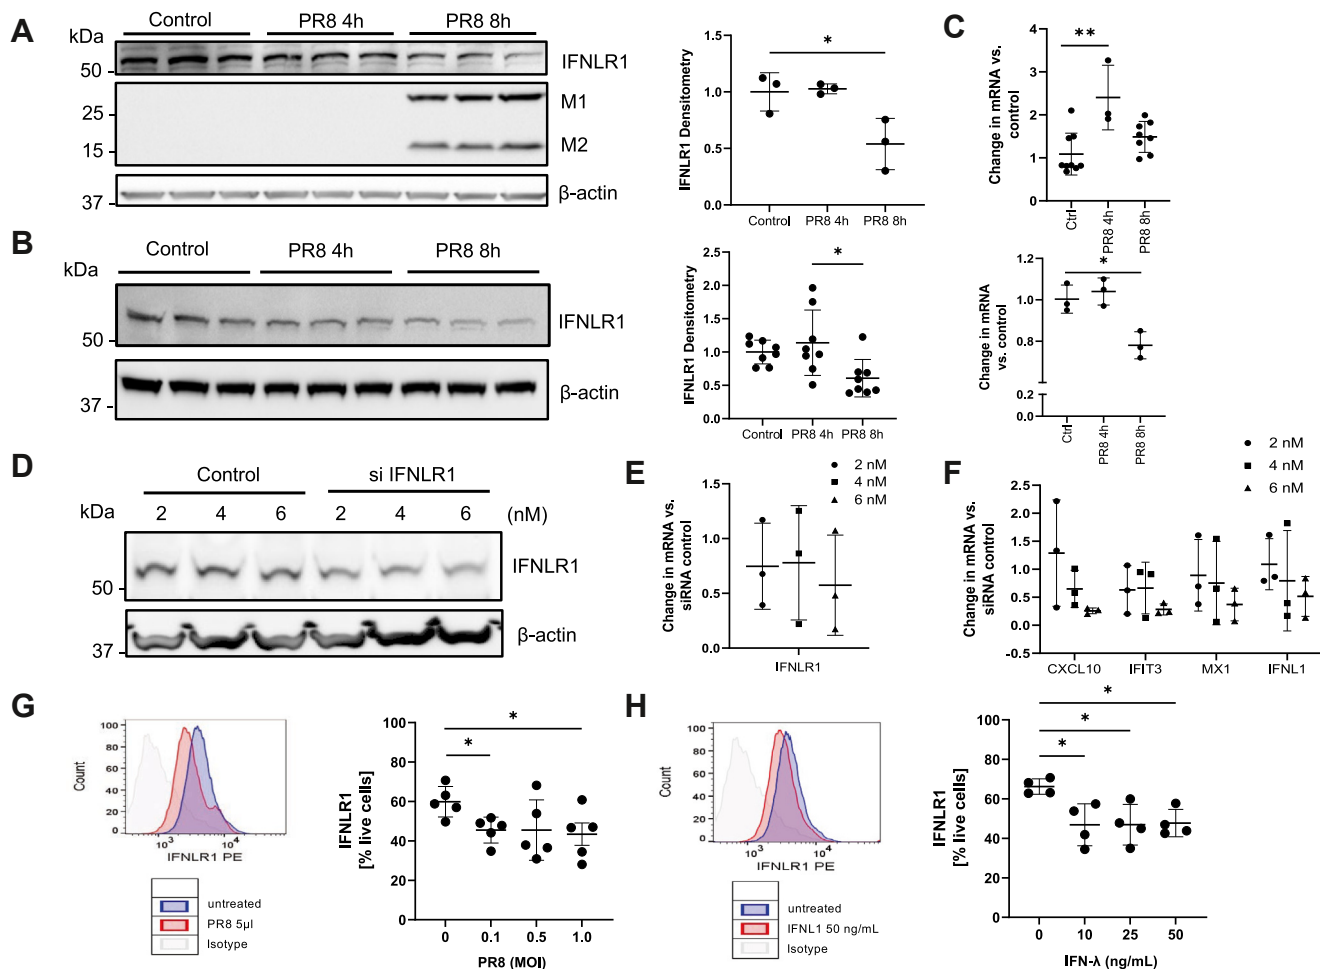 A
Control PR8 4h PR8 8h
kDa
50
IFNLR1
25
M1
15
M2
37
β-actin
IFNLR1 Densitometry
1.5
1.0
0.5
0.0
*
Control PR8 4h PR8 8h
C
Change in mRNA vs.
control
4
3
2
1
0
**
Ctrl
PR8 4h
PR8 8h
B
Control PR8 4h PR8 8h
kDa
50
IFNLR1
37
β-actin
IFNLR1 Densitometry
2.5
2.0
1.5
1.0
0.5
0.0
*
Control PR8 4h PR8 8h
Change in mRNA
vs. control
1.2
1.0
0.8
0.2
0.0
*
Ctrl
PR8 4h
PR8 8h
D
Control si IFNLR1
kDa 2 4 6 2 4 6 (nM)
50
IFNLR1
37
β-actin
E
2 nM
4 nM
6 nM
Change in mRNA vs.
siRNA control
1.5
1.0
0.5
0.0
IFNLR1
F
2 nM
4 nM
6 nM
Change in mRNA vs.
siRNA control
2.5
2.0
1.5
1.0
0.5
0.0
-0.5
CXCL10 IFIT3 MX1 IFNL1
G
Count
100
80
60
40
20
0
10³ 10⁴
IFNLR1 PE
untreated
PR8 5µl
Isotype
IFNLR1
[% live cells]
100
80
60
40
20
0
*
*
0 0.1 0.5 1.0
PR8 (MOI)
H
Count
100
80
60
40
20
0
10³ 10⁴
IFNLR1 PE
untreated
IFNL1 50 ng/mL
Isotype
IFNLR1
[% live cells]
100
80
60
40
20
0
*
*
*
0 10 25 50
IFN-λ (ng/mL)